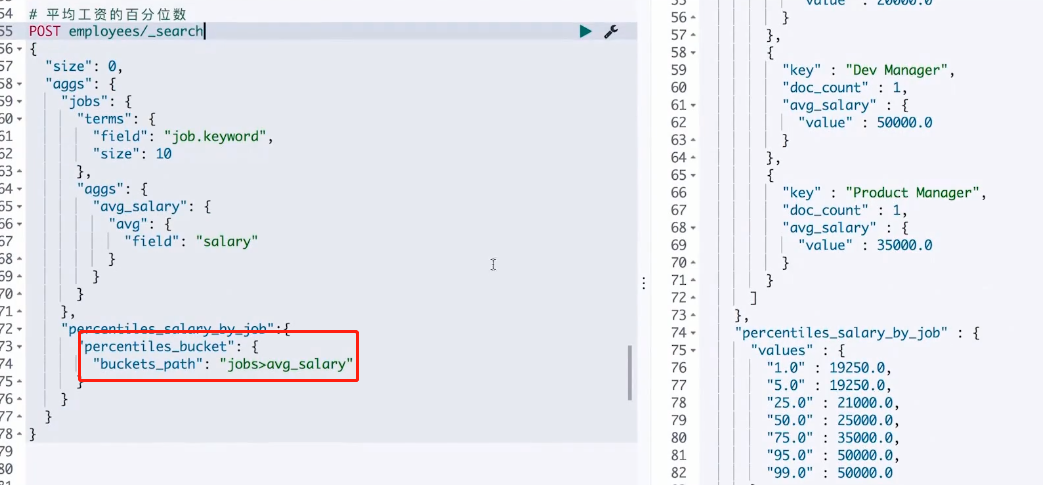 54 # 平均工资的百分位数
55 POST employees/_search
56 {
57 "size": 0,
58 "aggs": {
59 "jobs": {
60 "terms": {
61 "field": "job.keyword",
62 "size": 10
63 },
64 "aggs": {
65 "avg_salary": {
66 "avg": {
67 "field": "salary"
68 }
69 }
70 }
71 },
72 "percentiles_salary_by_job":{
73 "percentiles_bucket": {
74 "buckets_path": "jobs>avg_salary"
75 }
76 }
77 }
78 }
79
80
81
55 "value" : 20000.0
56 }
57 },
58 {
59 "key" : "Dev Manager",
60 "doc_count" : 1,
61 "avg_salary" : {
62 "value" : 50000.0
63 }
64 },
65 {
66 "key" : "Product Manager",
67 "doc_count" : 1,
68 "avg_salary" : {
69 "value" : 35000.0
70 }
71 }
72 ]
73 },
74 "percentiles_salary_by_job" : {
75 "values" : {
76 "1.0" : 19250.0,
77 "5.0" : 19250.0,
78 "25.0" : 21000.0,
79 "50.0" : 25000.0,
80 "75.0" : 35000.0,
81 "95.0" : 50000.0,
82 "99.0" : 50000.0